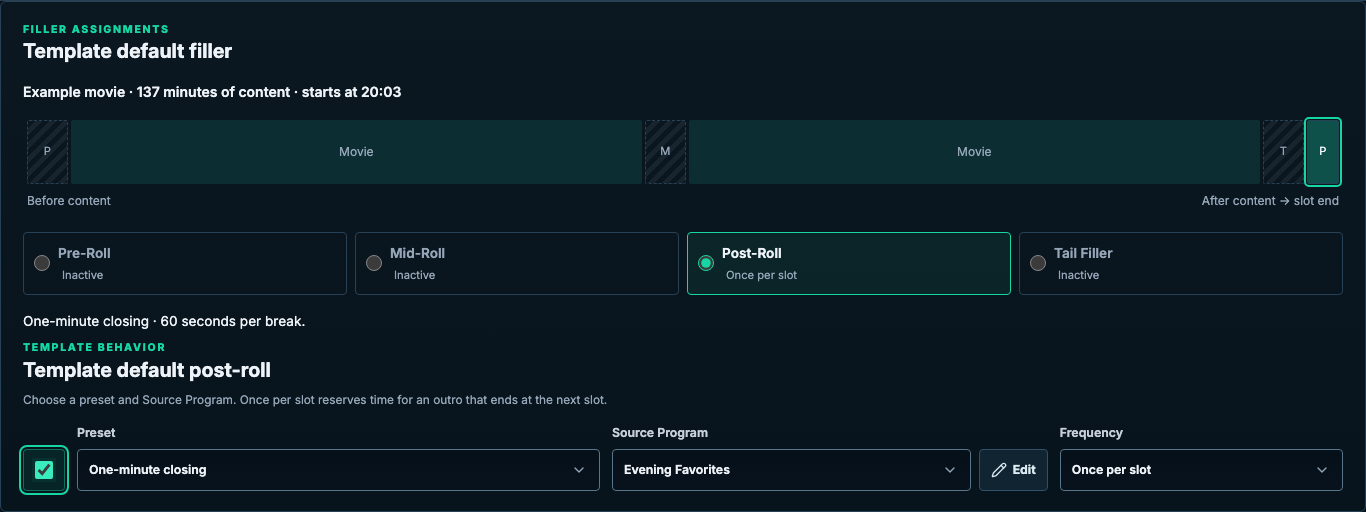 FILLER ASSIGNMENTS
Template default filler
Example movie · 137 minutes of content · starts at 20:03
P Movie M Movie T P
Before content After content → slot end
Pre-Roll Mid-Roll Post-Roll Tail Filler
Inactive Inactive Once per slot Inactive
One-minute closing · 60 seconds per break.
TEMPLATE BEHAVIOR
Template default post-roll
Choose a preset and Source Program. Once per slot reserves time for an outro that ends at the next slot.
Preset Source Program Frequency
One-minute closing Evening Favorites Edit Once per slot